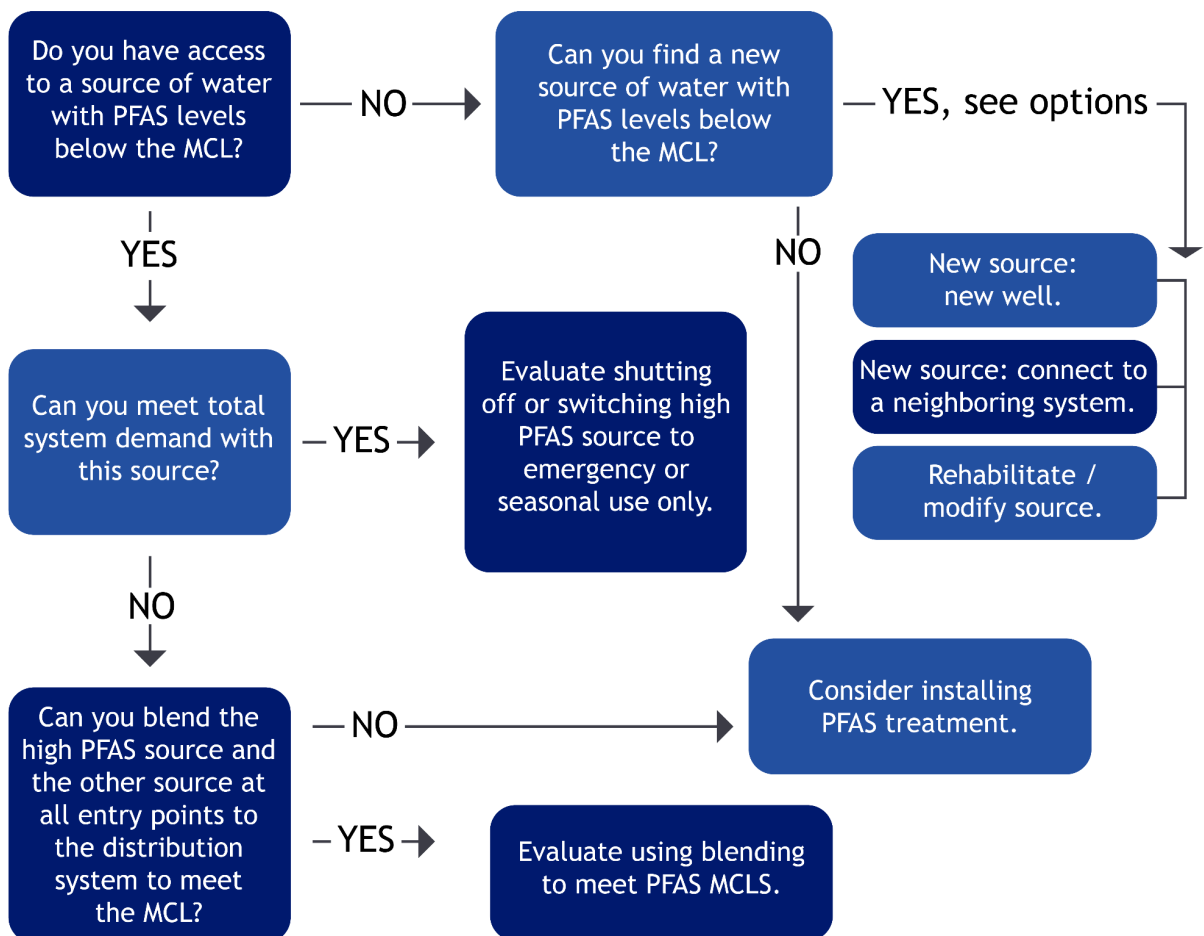 Do you have access
to a source of water
with PFAS levels
below the MCL?
NO
Can you find a new
source of water with
PFAS levels below
the MCL?
YES, see options
YES
NO
New source:
new well.
New source: connect to
a neighboring system.
Rehabilitate /
modify source.
Can you meet total
system demand with
this source?
YES
Evaluate shutting
off or switching high
PFAS source to
emergency or
seasonal use only.
NO
Can you blend the
high PFAS source and
the other source at
all entry points to
the distribution
system to meet
the MCL?
NO
Consider installing
PFAS treatment.
YES
Evaluate using blending
to meet PFAS MCLS.